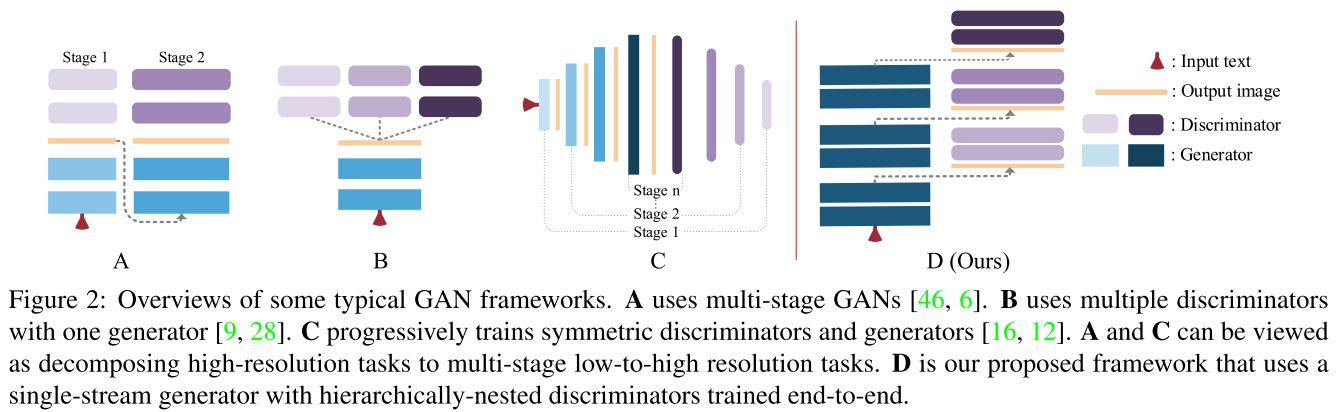 Stage 1
Stage 2
A
B
Stage n
Stage 2
Stage 1
C
D (Ours)
: Input text
: Output image
: Discriminator
: Generator
Figure 2: Overviews of some typical GAN frameworks. A uses multi-stage GANs [46, 6]. B uses multiple discriminators
with one generator [9, 28]. C progressively trains symmetric discriminators and generators [16, 12]. A and C can be viewed
as decomposing high-resolution tasks to multi-stage low-to-high resolution tasks. D is our proposed framework that uses a
single-stream generator with hierarchically-nested discriminators trained end-to-end.